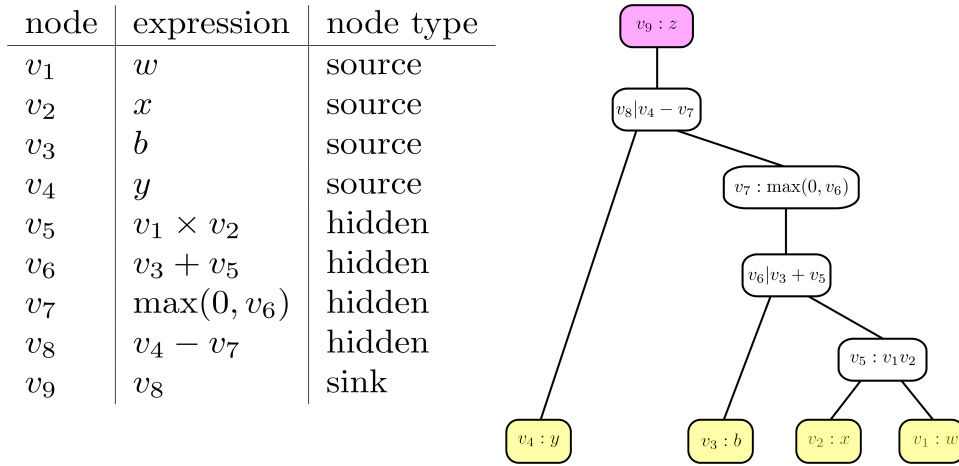 node expression node type
v₁ w source
v₂ x source
v₃ b source
v₄ y source
v₅ v₁ × v₂ hidden
v₆ v₃ + v₅ hidden
v₇ max(0, v₆) hidden
v₈ v₄ − v₇ hidden
v₉ v₈ sink
v₉ : z
v₈|v₄ − v₇
v₇ : max(0, v₆)
v₆|v₃ + v₅
v₅ : v₁v₂
v₄ : y
v₃ : b
v₂ : x
v₁ : w